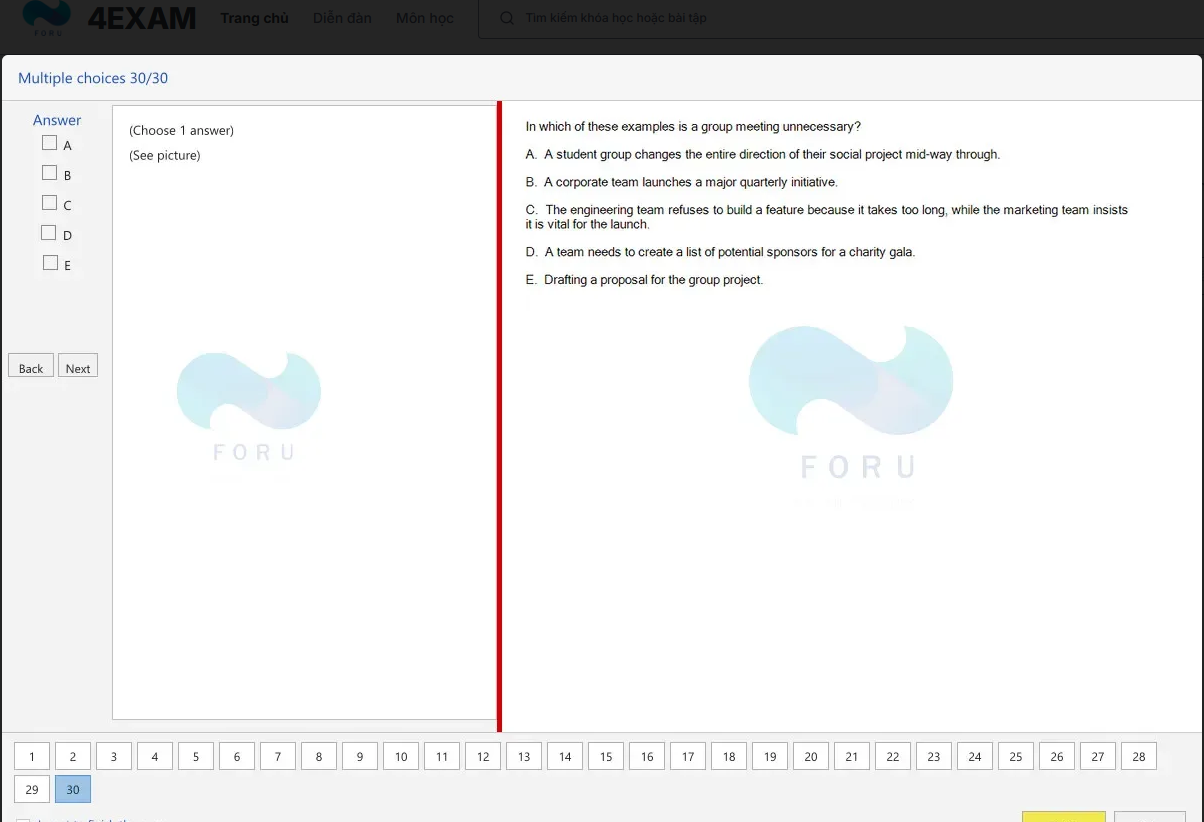 FORU
4EXAM
Trang chủ
Diễn đàn
Môn học
Tìm kiếm khóa học hoặc bài tập
Multiple choices 30/30
Answer
A
B
C
D
E
Back
Next
(Choose 1 answer)
(See picture)
FORU
In which of these examples is a group meeting unnecessary?
A. A student group changes the entire direction of their social project mid-way through.
B. A corporate team launches a major quarterly initiative.
C. The engineering team refuses to build a feature because it takes too long, while the marketing team insists
it is vital for the launch.
D. A team needs to create a list of potential sponsors for a charity gala.
E. Drafting a proposal for the group project.
FORU
1 2 3 4 5 6 7 8 9 10 11 12 13 14 15 16 17 18 19 20 21 22 23 24 25 26 27 28
29 30